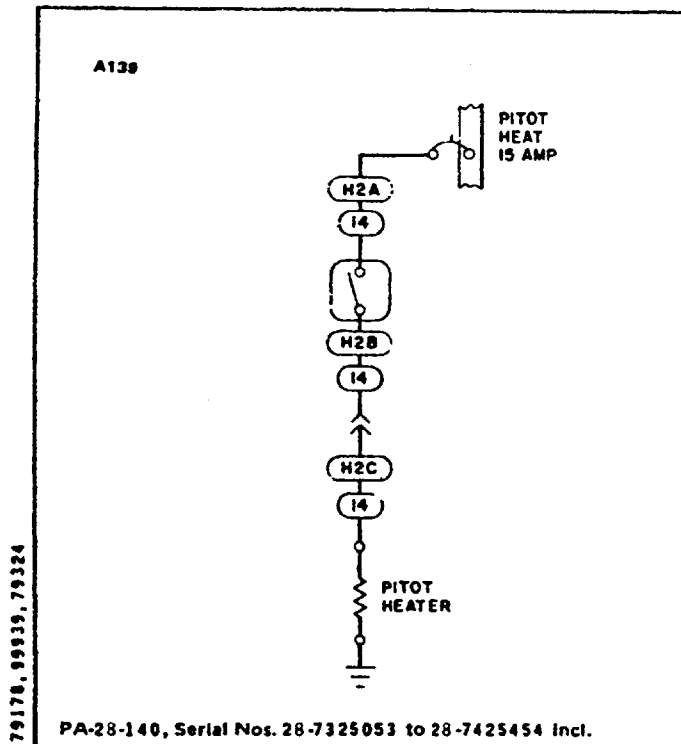 A139
PITOT
HEAT
15 AMP
H2A
14
H2B
14
H2C
14
PITOT
HEATER
79178, 99939, 79324
PA-28-140, Serial Nos. 28-7325053 to 28-7425454 incl.